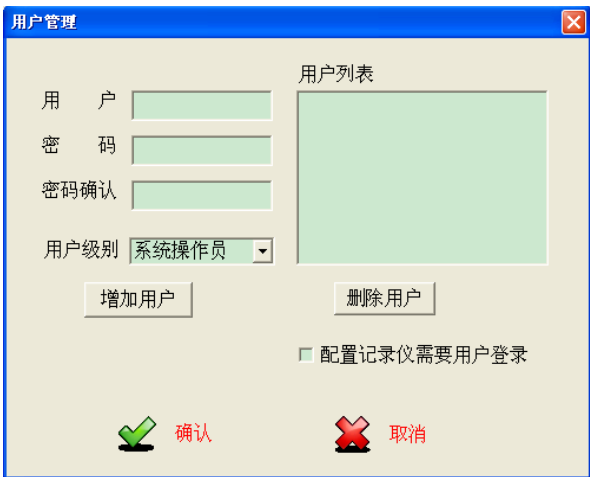 用户管理
用户列表
用 户
密 码
密码确认
用户级别 系统操作员
增加用户 删除用户
配置记录仪需要用户登录
确认 取消